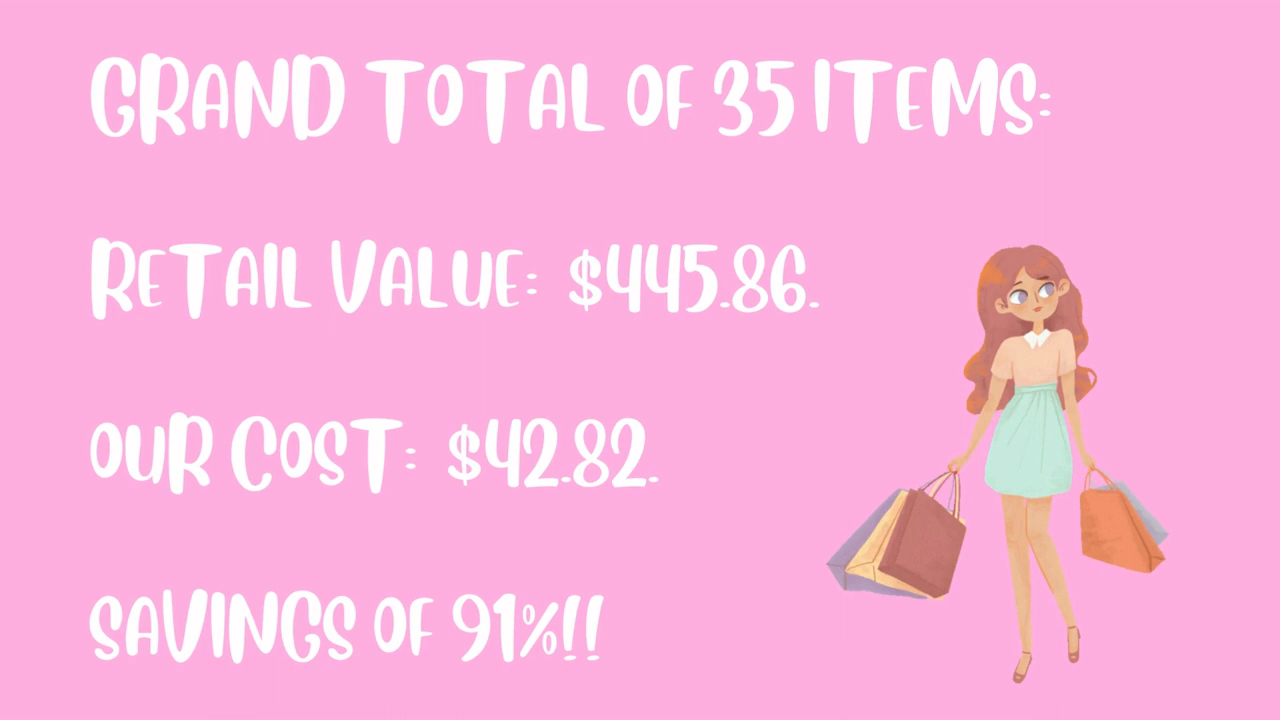 GRAND TOTAL OF 35 ITEMS:
RETAIL VALUE: $445.86.
OUR COST: $42.82.
SAVINGS OF 91%!!